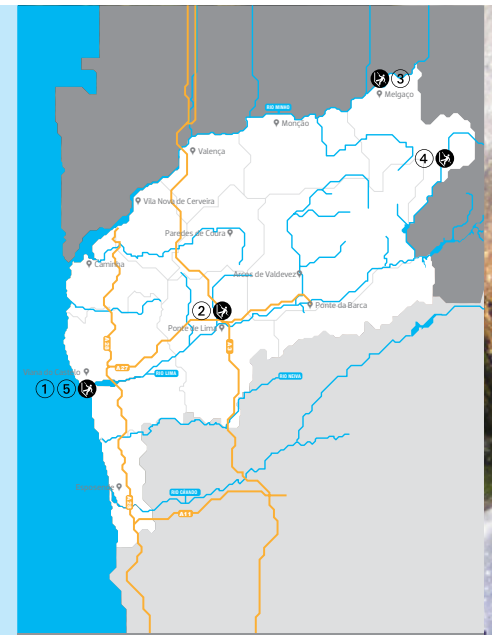 3
Melgaço
RIO MINHO
Monção
Valença
4
Vila Nova de Cerveira
Paredes de Coura
Caminha
Arcos de Valdevez
2
Ponte da Barca
Ponte de Lima
A28
A3
A27
RIO LIMA
RIO NEIVA
1 5
RIO CÁVADO
A11